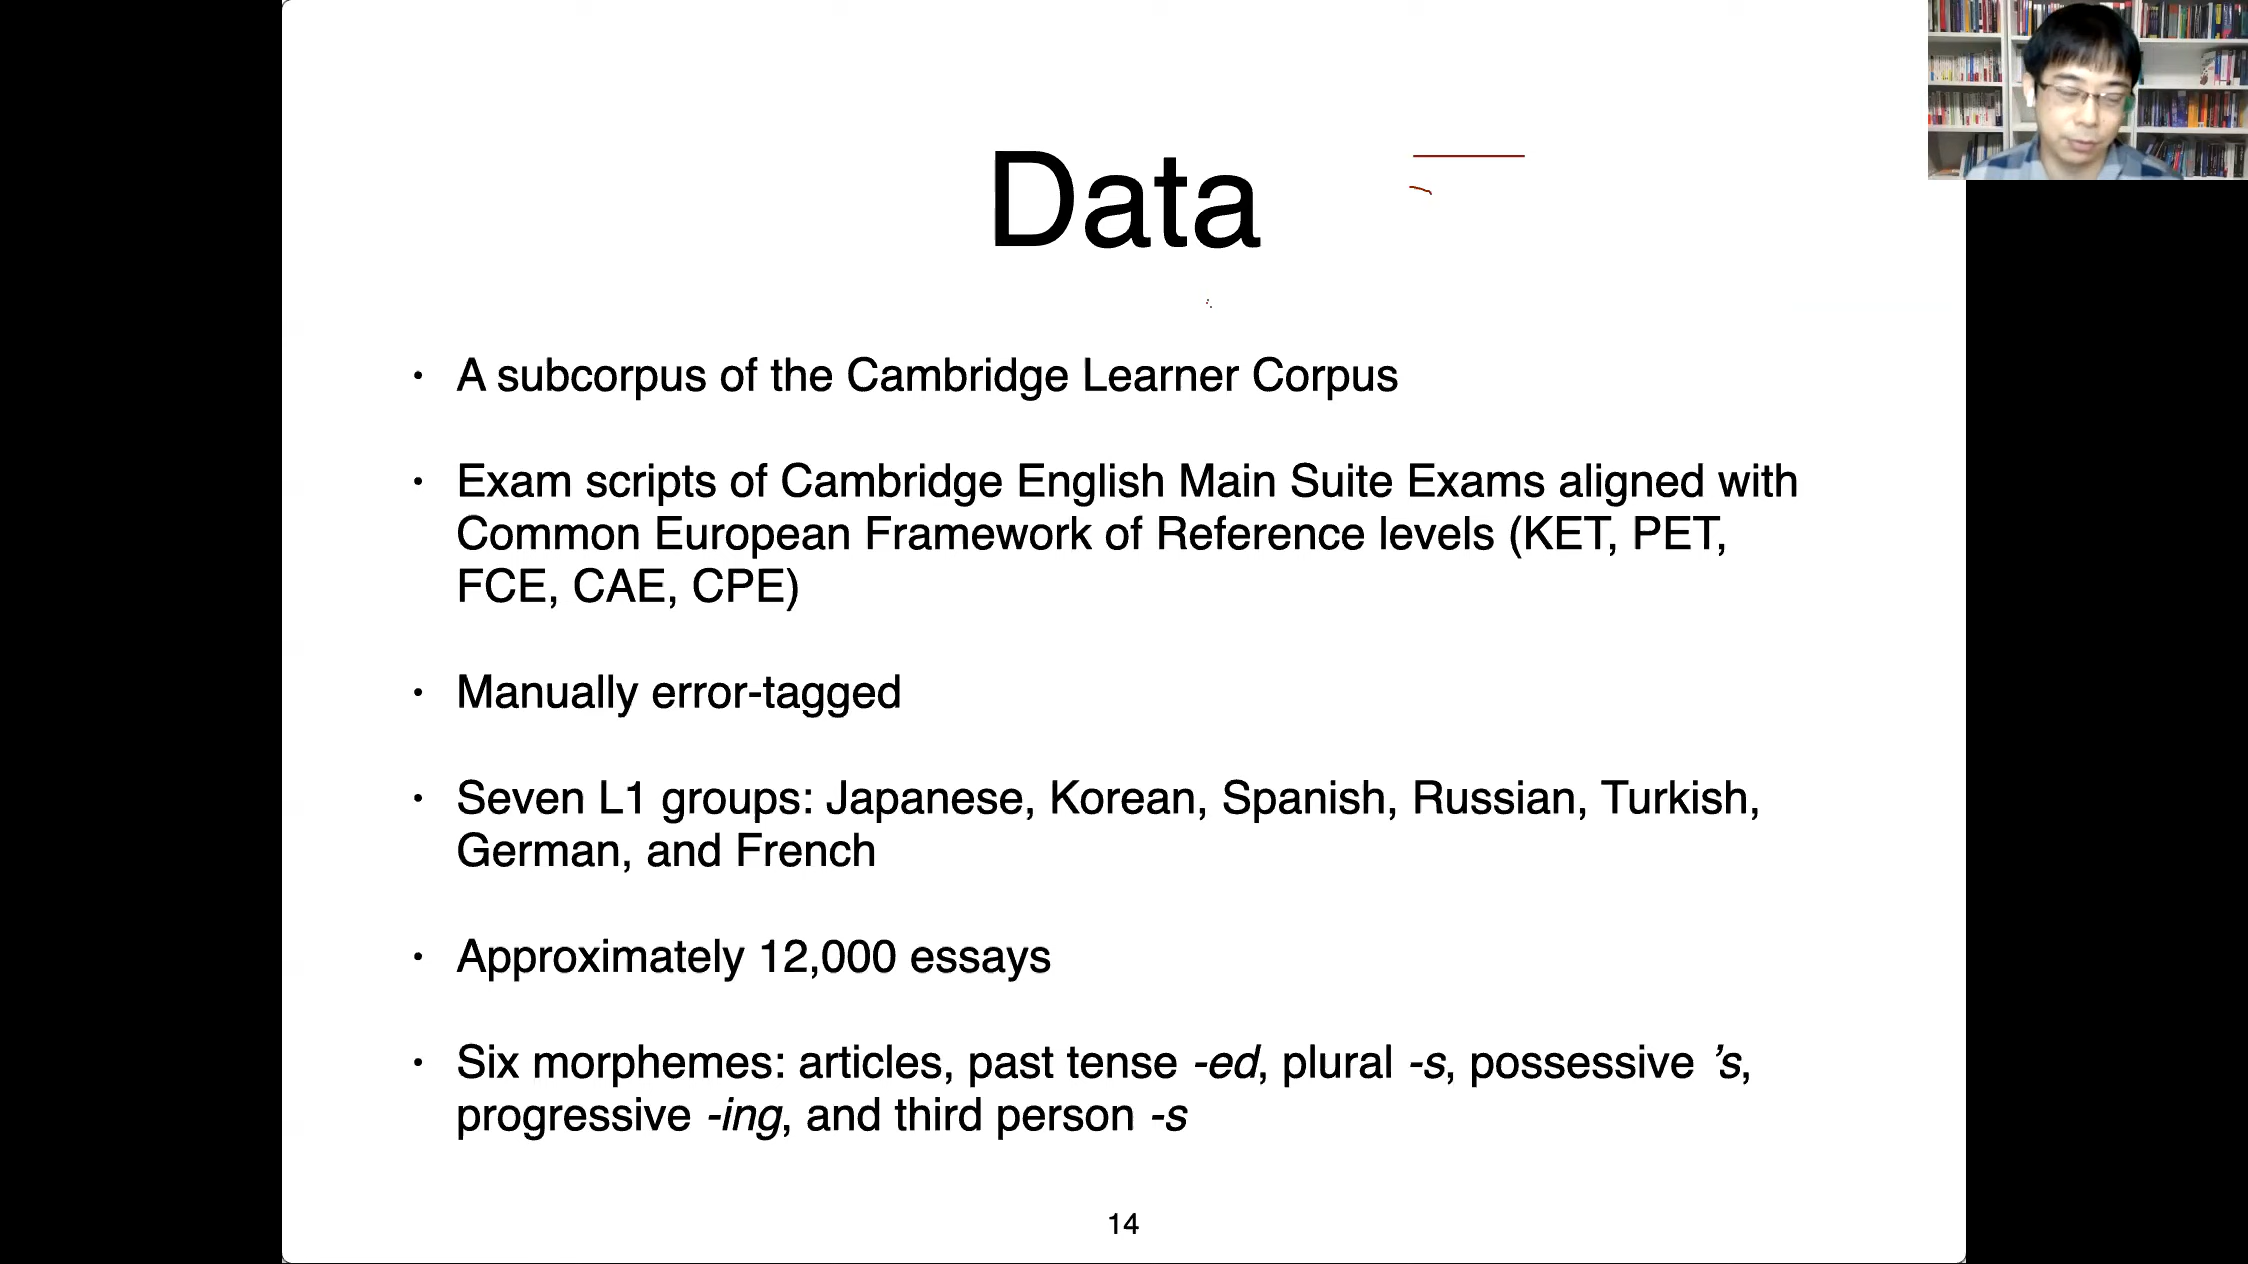 Data
· A subcorpus of the Cambridge Learner Corpus
· Exam scripts of Cambridge English Main Suite Exams aligned with
Common European Framework of Reference levels (KET, PET,
FCE, CAE, CPE)
· Manually error-tagged
· Seven L1 groups: Japanese, Korean, Spanish, Russian, Turkish,
German, and French
· Approximately 12,000 essays
· Six morphemes: articles, past tense -ed, plural -s, possessive ’s,
progressive -ing, and third person -s
14